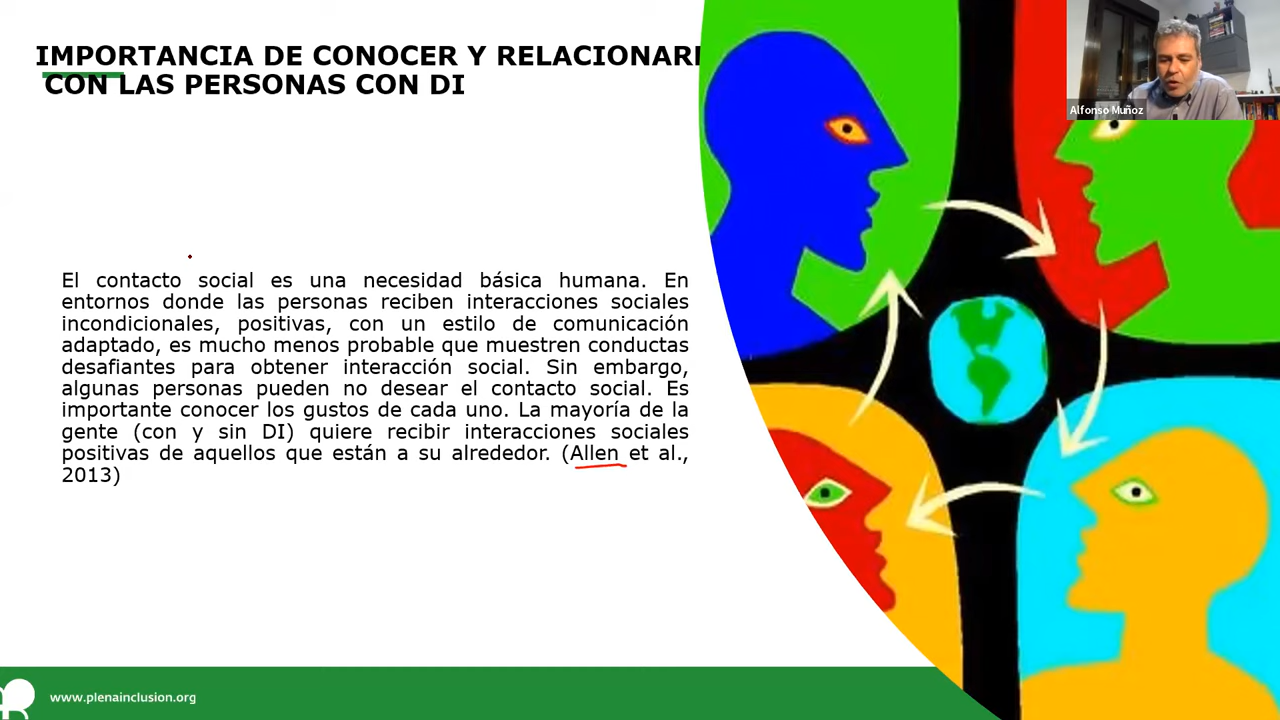 IMPORTANCIA DE CONOCER Y RELACIONAR
CON LAS PERSONAS CON DI
Alfonso Muñoz
El contacto social es una necesidad básica humana. En
entornos donde las personas reciben interacciones sociales
incondicionales, positivas, con un estilo de comunicación
adaptado, es mucho menos probable que muestren conductas
desafiantes para obtener interacción social. Sin embargo,
algunas personas pueden no desear el contacto social. Es
importante conocer los gustos de cada uno. La mayoría de la
gente (con y sin DI) quiere recibir interacciones sociales
positivas de aquellos que están a su alrededor. (Allen et al.,
2013)
www.plenainclusion.org